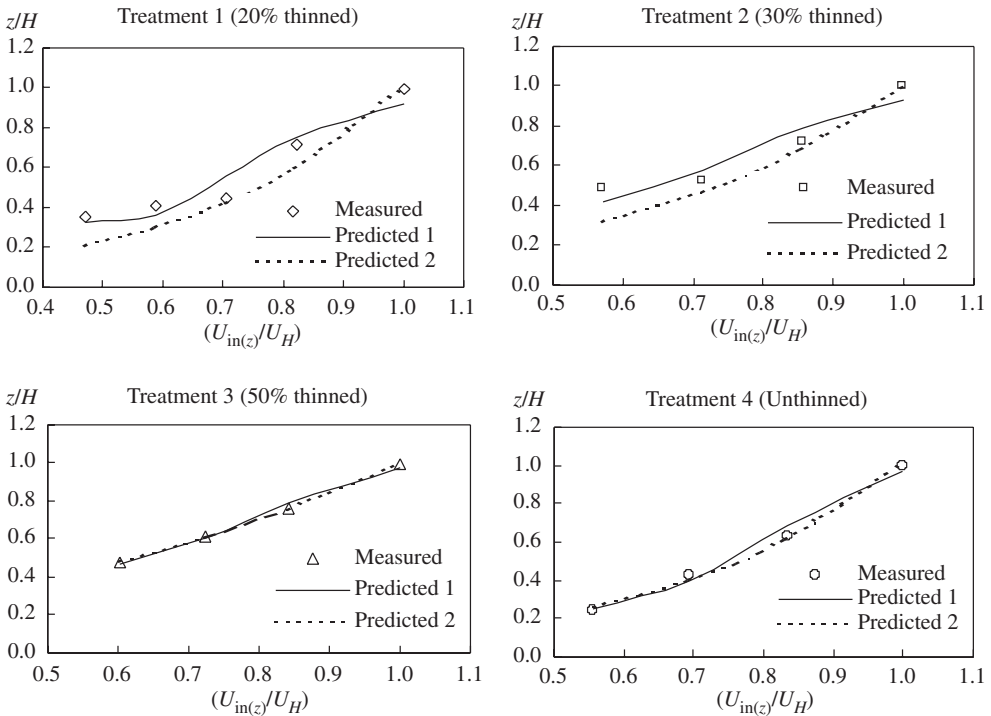 z/H
Treatment 1 (20% thinned)
1.2
1.0
0.8
0.6
0.4
0.2
0.0
Measured
Predicted 1
Predicted 2
0.4 0.5 0.6 0.7 0.8 0.9 1.0 1.1
(U_in(z)/U_H)
z/H
Treatment 2 (30% thinned)
1.2
1.0
0.8
0.6
0.4
0.2
0.0
Measured
Predicted 1
Predicted 2
0.5 0.6 0.7 0.8 0.9 1.0 1.1
(U_in(z)/U_H)
z/H
Treatment 3 (50% thinned)
1.2
1.0
0.8
0.6
0.4
0.2
0.0
Measured
Predicted 1
Predicted 2
0.5 0.6 0.7 0.8 0.9 1.0 1.1
(U_in(z)/U_H)
z/H
Treatment 4 (Unthinned)
1.2
1.0
0.8
0.6
0.4
0.2
0.0
Measured
Predicted 1
Predicted 2
0.5 0.6 0.7 0.8 0.9 1.0 1.1
(U_in(z)/U_H)